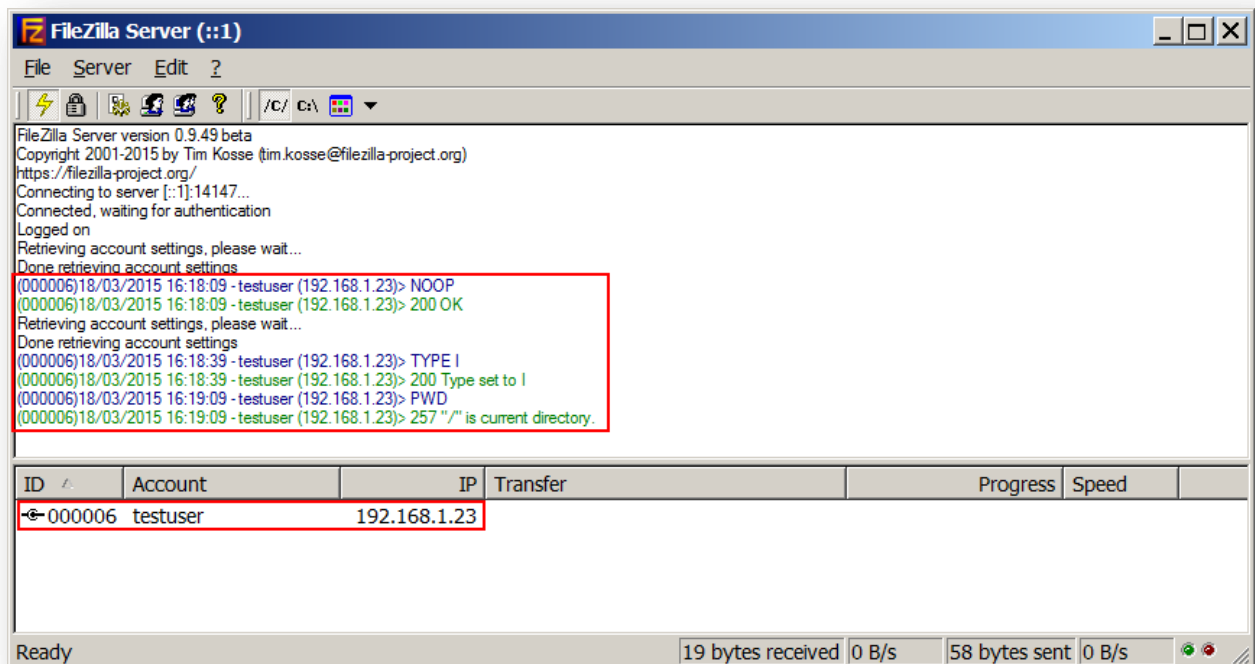 FileZilla Server (::1)
File Server Edit ?
/C/ C:\
FileZilla Server version 0.9.49 beta
Copyright 2001-2015 by Tim Kosse (tim.kosse@filezilla-project.org)
https://filezilla-project.org/
Connecting to server [::1]:14147...
Connected, waiting for authentication
Logged on
Retrieving account settings, please wait...
Done retrieving account settings
(000006)18/03/2015 16:18:09 - testuser (192.168.1.23)> NOOP
(000006)18/03/2015 16:18:09 - testuser (192.168.1.23)> 200 OK
Retrieving account settings, please wait...
Done retrieving account settings
(000006)18/03/2015 16:18:39 - testuser (192.168.1.23)> TYPE I
(000006)18/03/2015 16:18:39 - testuser (192.168.1.23)> 200 Type set to I
(000006)18/03/2015 16:19:09 - testuser (192.168.1.23)> PWD
(000006)18/03/2015 16:19:09 - testuser (192.168.1.23)> 257 "/" is current directory.
ID Account IP Transfer Progress Speed
000006 testuser 192.168.1.23
Ready 19 bytes received 0 B/s 58 bytes sent 0 B/s